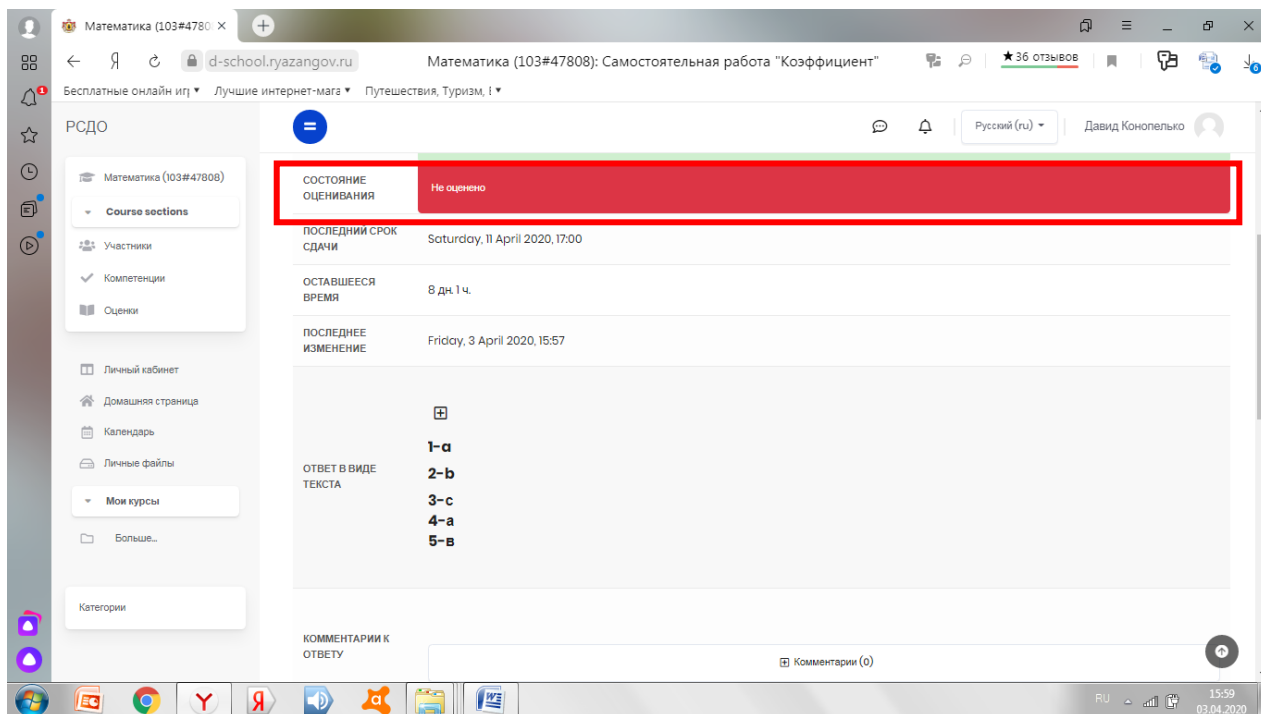 Математика (103#4780
d-school.ryazangov.ru
Математика (103#47808): Самостоятельная работа "Коэффициент"
★36 отзывов
6
1
Бесплатные онлайн игр
Лучшие интернет-мага
Путешествия, Туризм, І
РСДО
Русский (ru)
Давид Конопелько
Математика (103#47808)
Course sections
Участники
Компетенции
Оценки
Личный кабинет
Домашняя страница
Календарь
Личные файлы
Мои курсы
Больше...
Категории
СОСТОЯНИЕ
ОЦЕНИВАНИЯ
Не оценено
ПОСЛЕДНИЙ СРОК
СДАЧИ
Saturday, 11 April 2020, 17:00
ОСТАВШЕЕСЯ
ВРЕМЯ
8 дн. 1 ч.
ПОСЛЕДНЕЕ
ИЗМЕНЕНИЕ
Friday, 3 April 2020, 15:57
ОТВЕТ В ВИДЕ
ТЕКСТА
1-a
2-b
3-c
4-a
5-в
КОММЕНТАРИИ К
ОТВЕТУ
Комментарии (0)
RU
15:59
03.04.2020